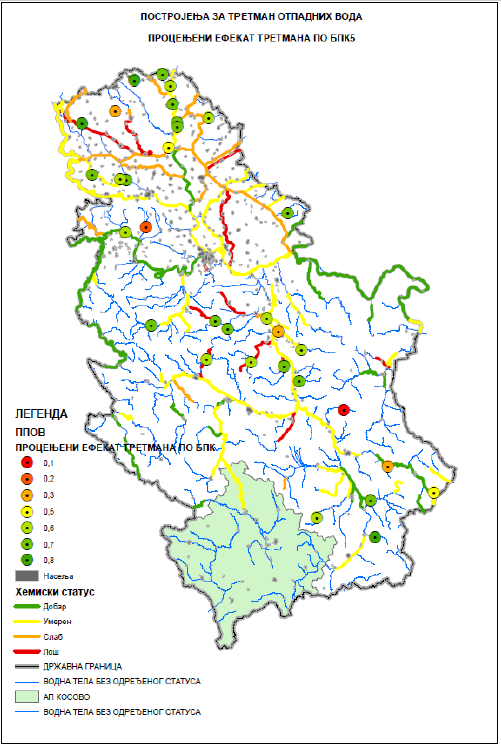 ПОСТРОЈЕЊА ЗА ТРЕТМАН ОТПАДНИХ ВОДА
ПРОЦЕЊЕНИ ЕФЕКАТ ТРЕТМАНА ПО БПК5
ЛЕГЕНДА
ППОВ
ПРОЦЕЊЕНИ ЕФЕКАТ ТРЕТМАНА ПО БПК
0,1
0,2
0,3
0,5
0,6
0,7
0,8
Насеља
Хемиски статус
Добар
Умерен
Слаб
Лош
ДРЖАВНА ГРАНИЦА
ВОДНА ТЕЛА БЕЗ ОДРЕЂЕНОГ СТАТУСА
АП КОСОВО
ВОДНА ТЕЛА БЕЗ ОДРЕЂЕНОГ СТАТУСА